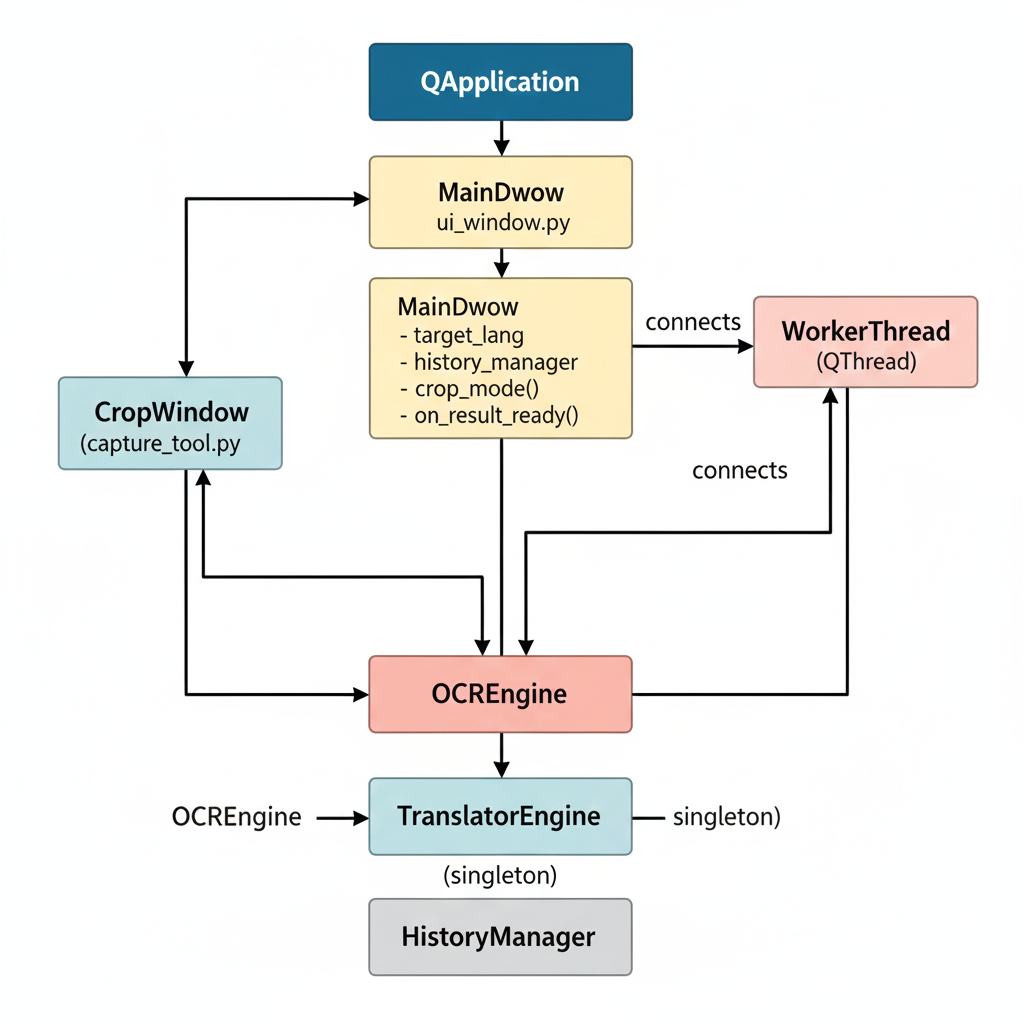 QApplication
MainDwow
ui_window.py
MainDwow
- target_lang
- history_manager
- crop_mode()
- on_result_ready()
connects
WorkerThread
(QThread)
CropWindow
(capture_tool.py
connects
OCREngine
OCREngine
TranslatorEngine
singleton)
(singleton)
HistoryManager